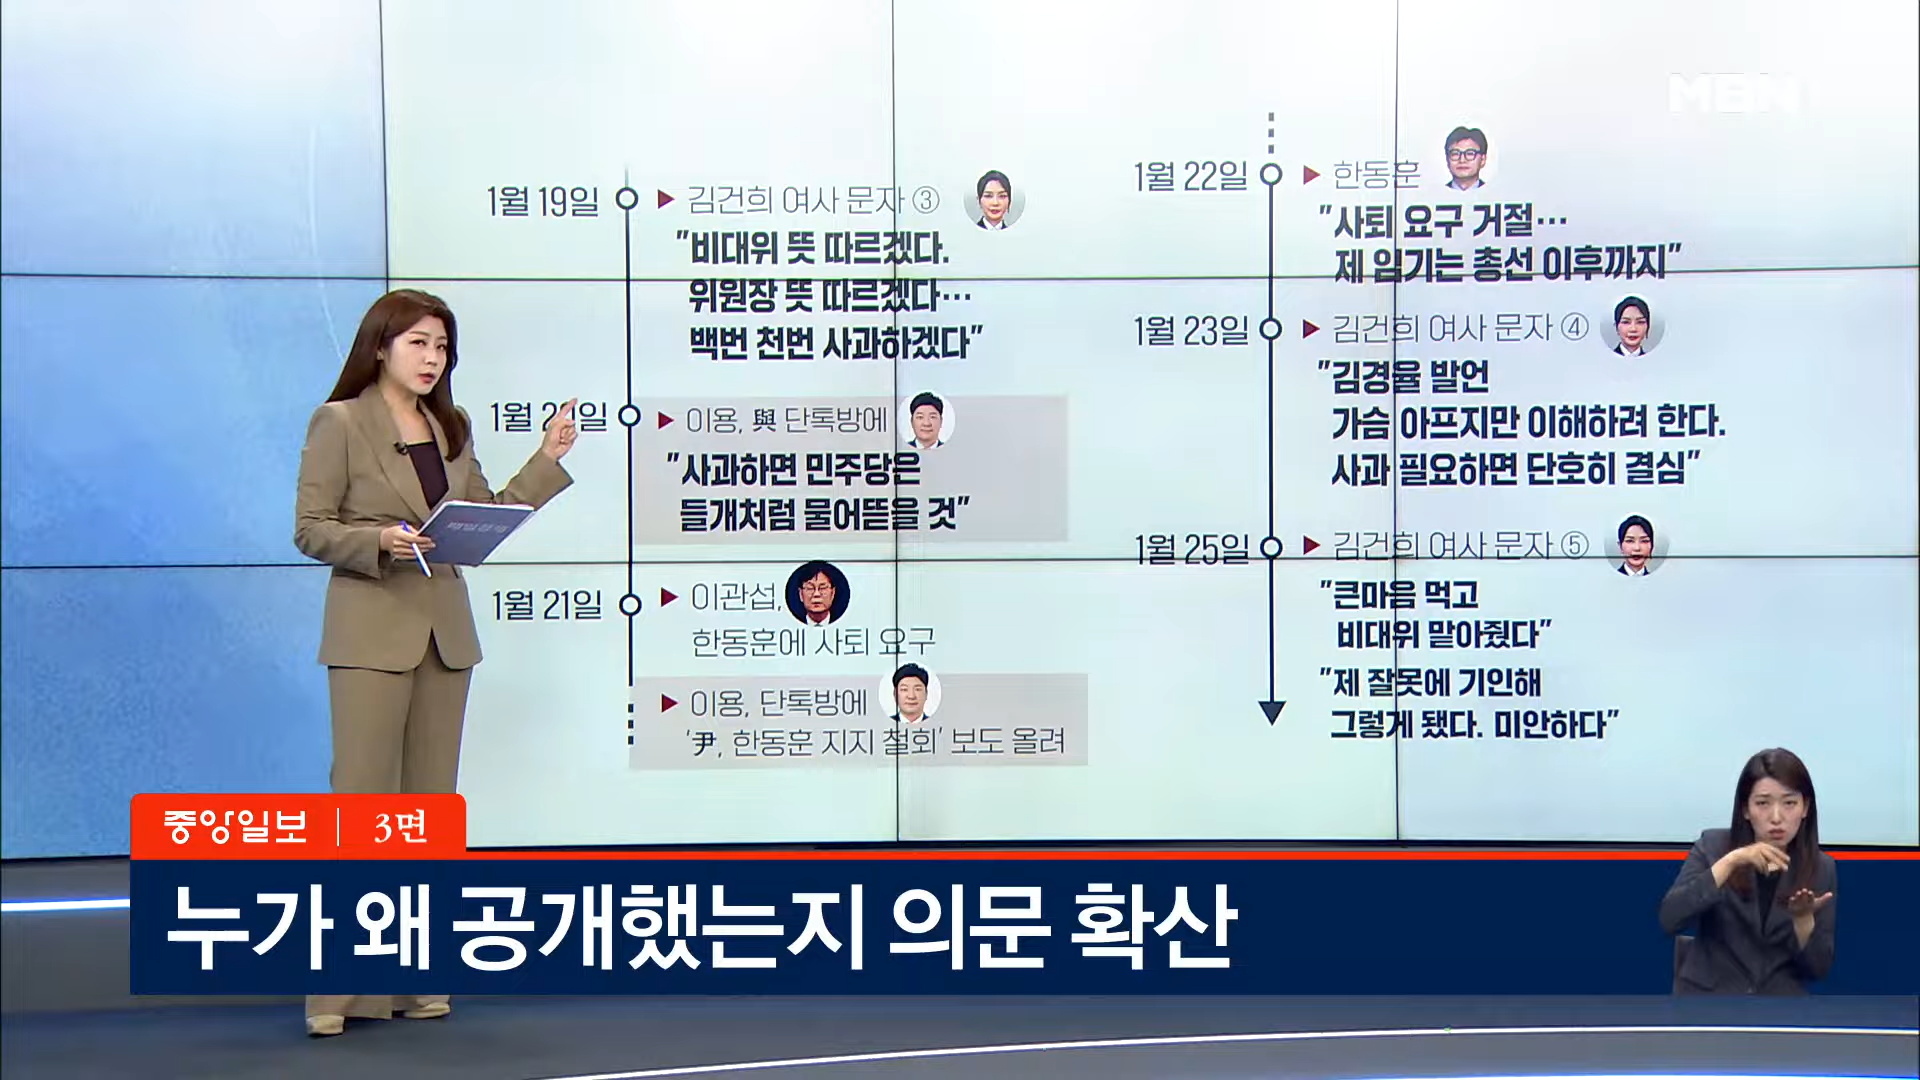 MBN
1월 19일
▶ 김건희 여사 문자 ③
"비대위 뜻 따르겠다.
위원장 뜻 따르겠다…
백번 천번 사과하겠다"
1월 20일
▶ 이용, 與 단톡방에
"사과하면 민주당은
들개처럼 물어뜯을 것"
1월 21일
▶ 이관섭,
한동훈에 사퇴 요구
▶ 이용, 단톡방에
'尹, 한동훈 지지 철회' 보도 올려
1월 22일
▶ 한동훈
"사퇴 요구 거절…
제 임기는 총선 이후까지"
1월 23일
▶ 김건희 여사 문자 ④
"김경율 발언
가슴 아프지만 이해하려 한다.
사과 필요하면 단호히 결심"
1월 25일
▶ 김건희 여사 문자 ⑤
"큰마음 먹고
비대위 맡아줬다"
"제 잘못에 기인해
그렇게 됐다. 미안하다"
매일경제
중앙일보 | 3면
누가 왜 공개했는지 의문 확산